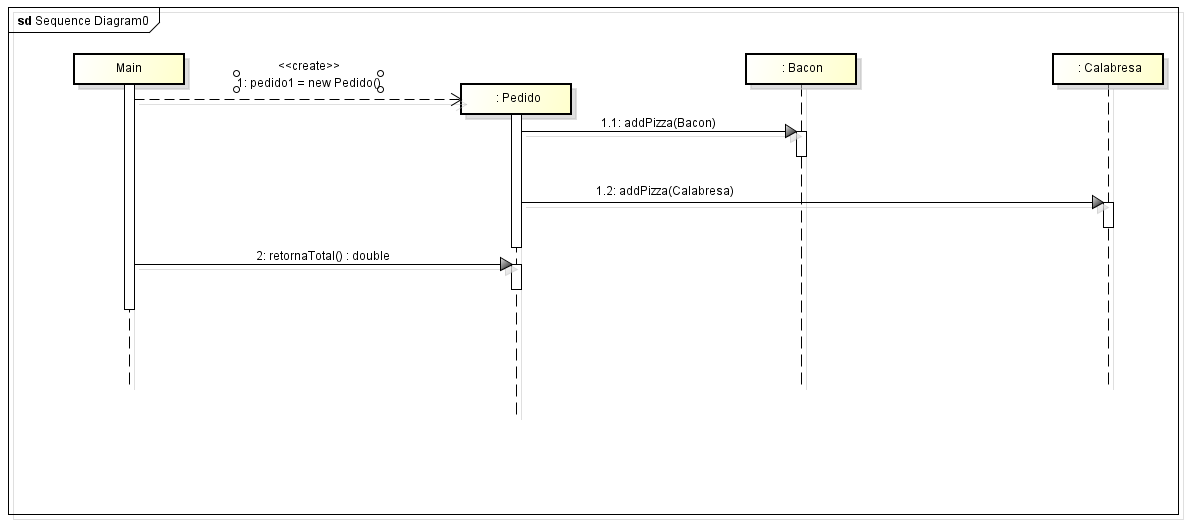 sd Sequence Diagram0
Main
<<create>>
1: pedido1 = new Pedido()
: Pedido
: Bacon
: Calabresa
1.1: addPizza(Bacon)
1.2: addPizza(Calabresa)
2: retornaTotal() : double